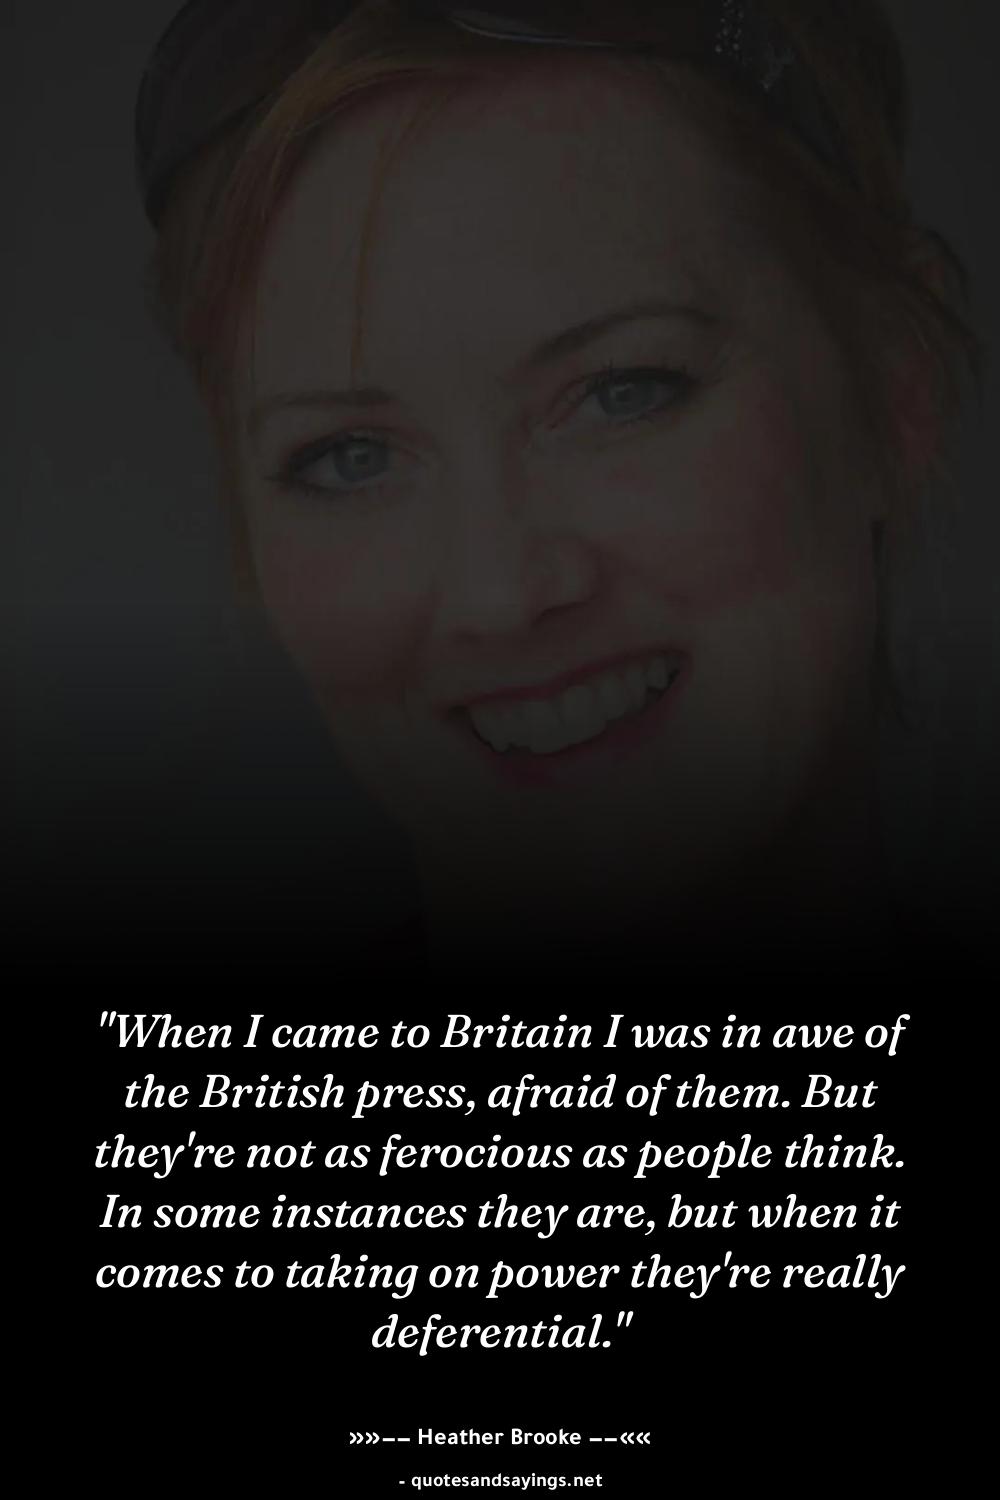 "When I came to Britain I was in awe of
the British press, afraid of them. But
they're not as ferocious as people think.
In some instances they are, but when it
comes to taking on power they're really
deferential."
»»−− Heather Brooke −−««
- quotesandsayings.net